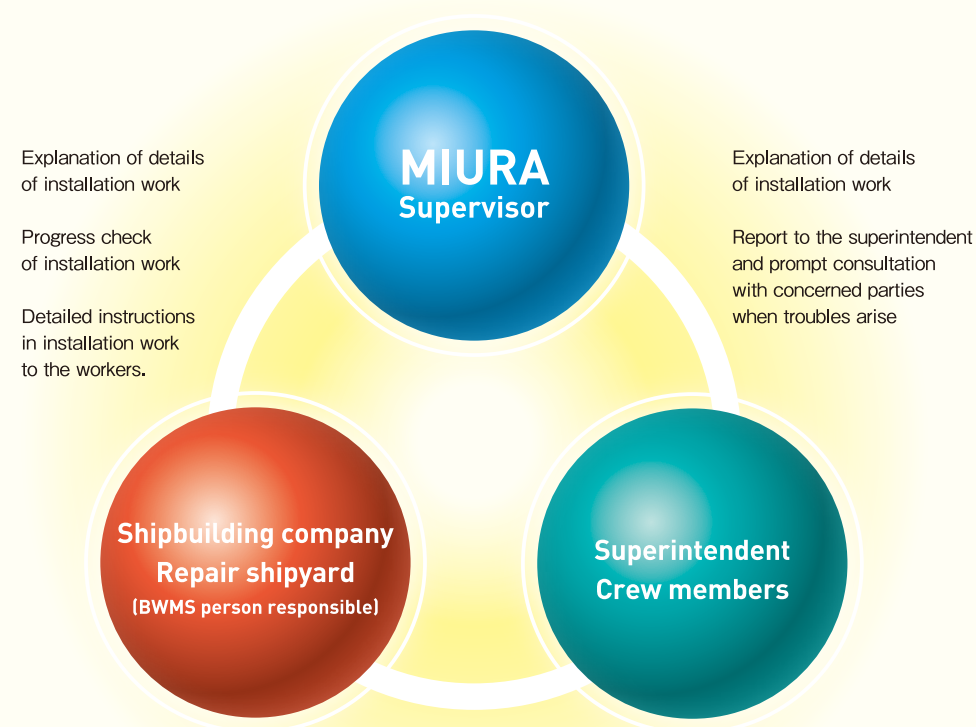 MIURA
Supervisor
Explanation of details
of installation work
Progress check
of installation work
Detailed instructions
in installation work
to the workers.
Explanation of details
of installation work
Report to the superintendent
and prompt consultation
with concerned parties
when troubles arise
Shipbuilding company
Repair shipyard
(BWMS person responsible)
Superintendent
Crew members